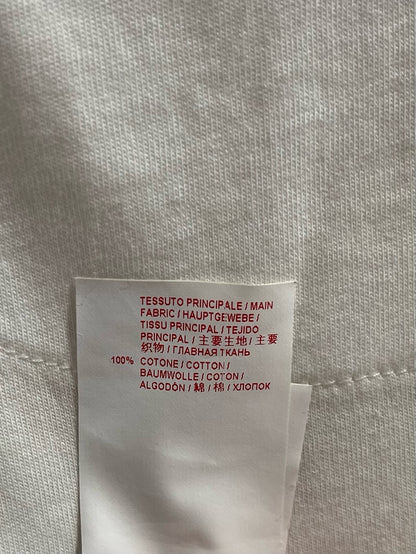 TESSUTO PRINCIPALE / MAIN
FABRIC / HAUPTGEWEBE /
TISSU PRINCIPAL / TEJIDO
PRINCIPAL / 主要生地 / 主要
织物 / ГЛАВНАЯ ТКАНЬ
100% COTONE / COTTON /
BAUMWOLLE / COTON /
ALGODÒN / 綿 / 棉 / ХЛОПОК